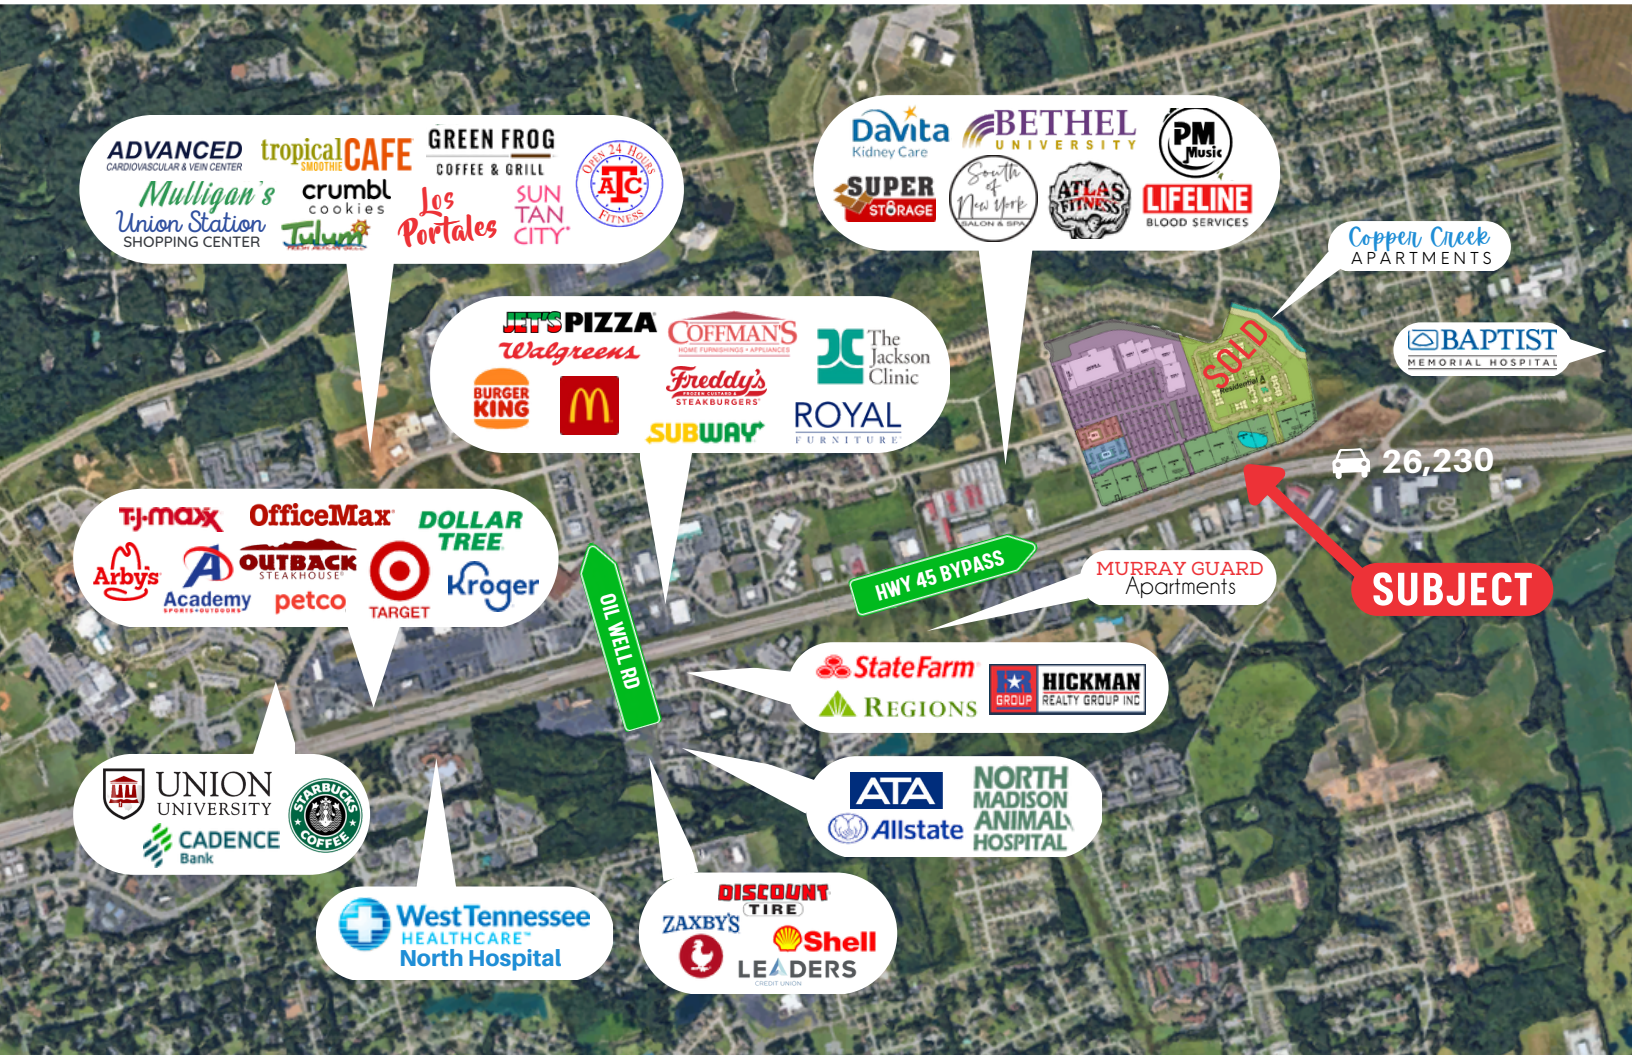 ADVANCED
CARDIOVASCULAR & VEIN CENTER
tropical
SMOOTHIE
CAFE
GREEN FROG
COFFEE & GRILL
OPEN 24 HOURS
ATC
FITNESS
Mulligan's
Union Station
SHOPPING CENTER
crumbl
cookies
Tulum
Los
Portales
SUN
TAN
CITY
DaVita
Kidney Care
BETHEL
UNIVERSITY
PM
Music
SUPER
STORAGE
South
of
New York
SALON & SPA
ATLAS
FITNESS
LIFELINE
BLOOD SERVICES
Copper Creek
APARTMENTS
BAPTIST
MEMORIAL HOSPITAL
JET'S PIZZA
Walgreens
COFFMAN'S
HOME FURNISHINGS • APPLIANCES
The
Jackson
Clinic
BURGER
KING
Freddy's
FROZEN CUSTARD &
STEAKBURGERS
SUBWAY
ROYAL
FURNITURE
SOLD
Residential
26,230
SUBJECT
T.J.maxx
OfficeMax
DOLLAR
TREE
Arby's
Academy
SPORTS+OUTDOORS
OUTBACK
STEAKHOUSE®
petco
TARGET
Kroger
OIL WELL RD
HWY 45 BYPASS
MURRAY GUARD
Apartments
State Farm
REGIONS
GROUP
HICKMAN
REALTY GROUP INC
UNION
UNIVERSITY
CADENCE
Bank
STARBUCKS
COFFEE
ATA
Allstate
NORTH
MADISON
ANIMAL
HOSPITAL
West Tennessee
HEALTHCARE™
North Hospital
DISCOUNT
TIRE
ZAXBY'S
Shell
LEADERS
CREDIT UNION